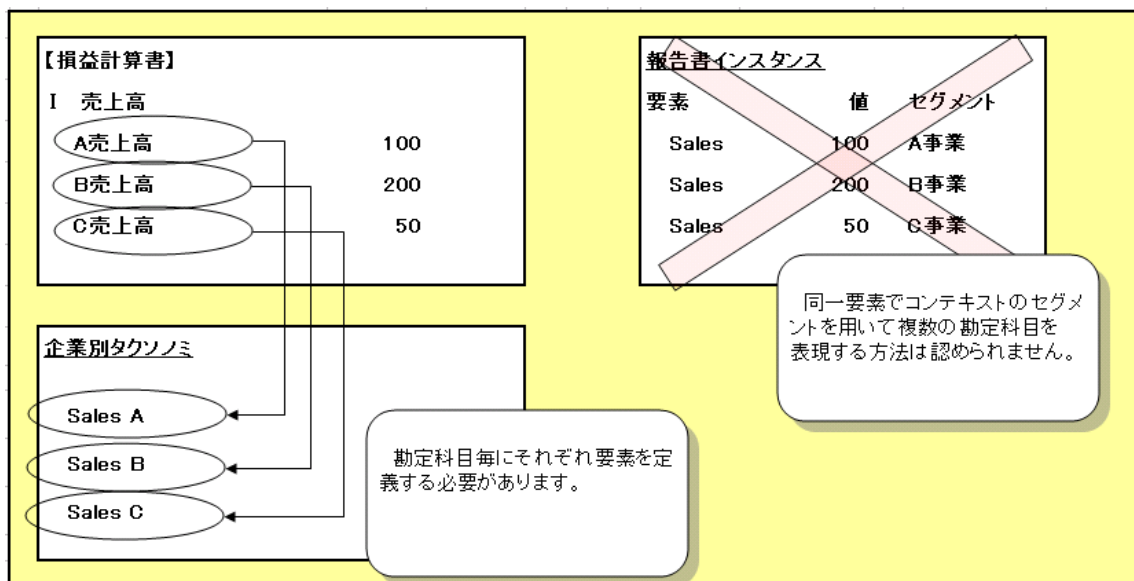 【損益計算書】
Ⅰ 売上高
A売上高 100
B売上高 200
C売上高 50
報告書インスタンス
要素 値 セグメント
Sales 100 A事業
Sales 200 B事業
Sales 50 C事業
同一要素でコンテキストのセグメ
ントを用いて複数の勘定科目を
表現する方法は認められません。
企業別タクソノミ
Sales A
Sales B
Sales C
勘定科目毎にそれぞれ要素を定
義する必要があります。